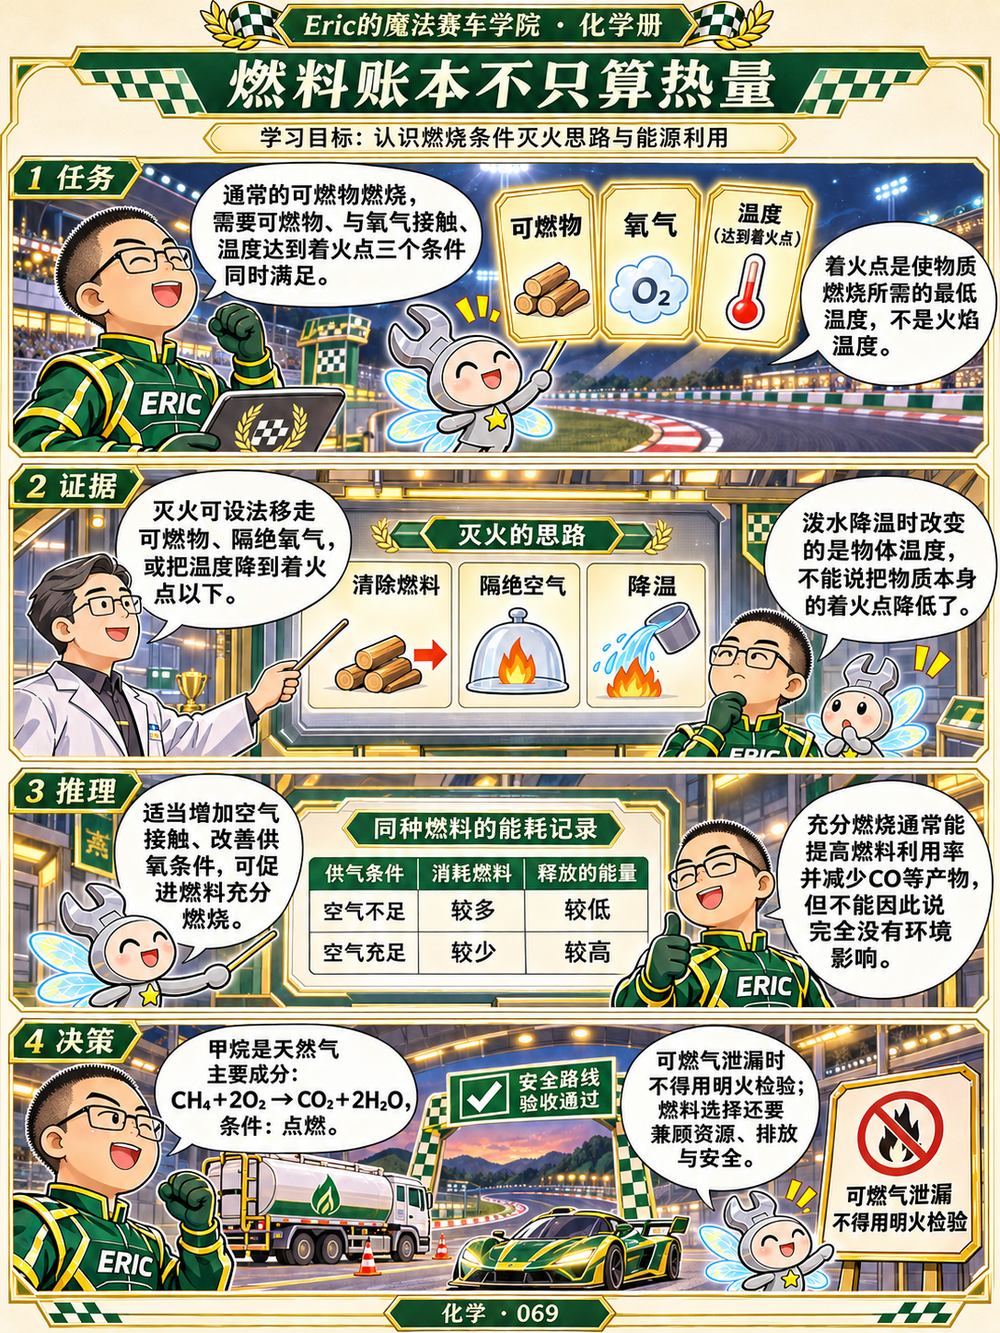 Eric的魔法赛车学院 · 化学册
燃料账本不只算热量
学习目标：认识燃烧条件灭火思路与能源利用
1 任务
通常的可燃物燃烧，
需要可燃物、与氧气接触、
温度达到着火点三个条件
同时满足。
可燃物
氧气
O₂
温度
(达到着火点)
着火点是使物质
燃烧所需的最低
温度，不是火焰
温度。
ERIC
2 证据
灭火可设法移走
可燃物、隔绝氧气，
或把温度降到着火
点以下。
灭火的思路
清除燃料
隔绝空气
降温
泼水降温时改变
的是物体温度，
不能说把物质本身
的着火点降低了。
ERIC
3 推理
燕
适当增加空气
接触、改善供
氧条件，可促
进燃料充分
燃烧。
同种燃料的能耗记录
供气条件 消耗燃料 释放的能量
空气不足 较多 较低
空气充足 较少 较高
充分燃烧通常能
提高燃料利用率
并减少CO等产物，
但不能因此说
完全没有环境
影响。
ERIC
4 决策
甲烷是天然气
主要成分：
CH₄+2O₂→CO₂+2H₂O，
条件：点燃。
安全路线
验收通过
可燃气泄漏时
不得用明火检验；
燃料选择还要
兼顾资源、排放
与安全。
可燃气泄漏
不得用明火检验
ERIC
化学 · 069